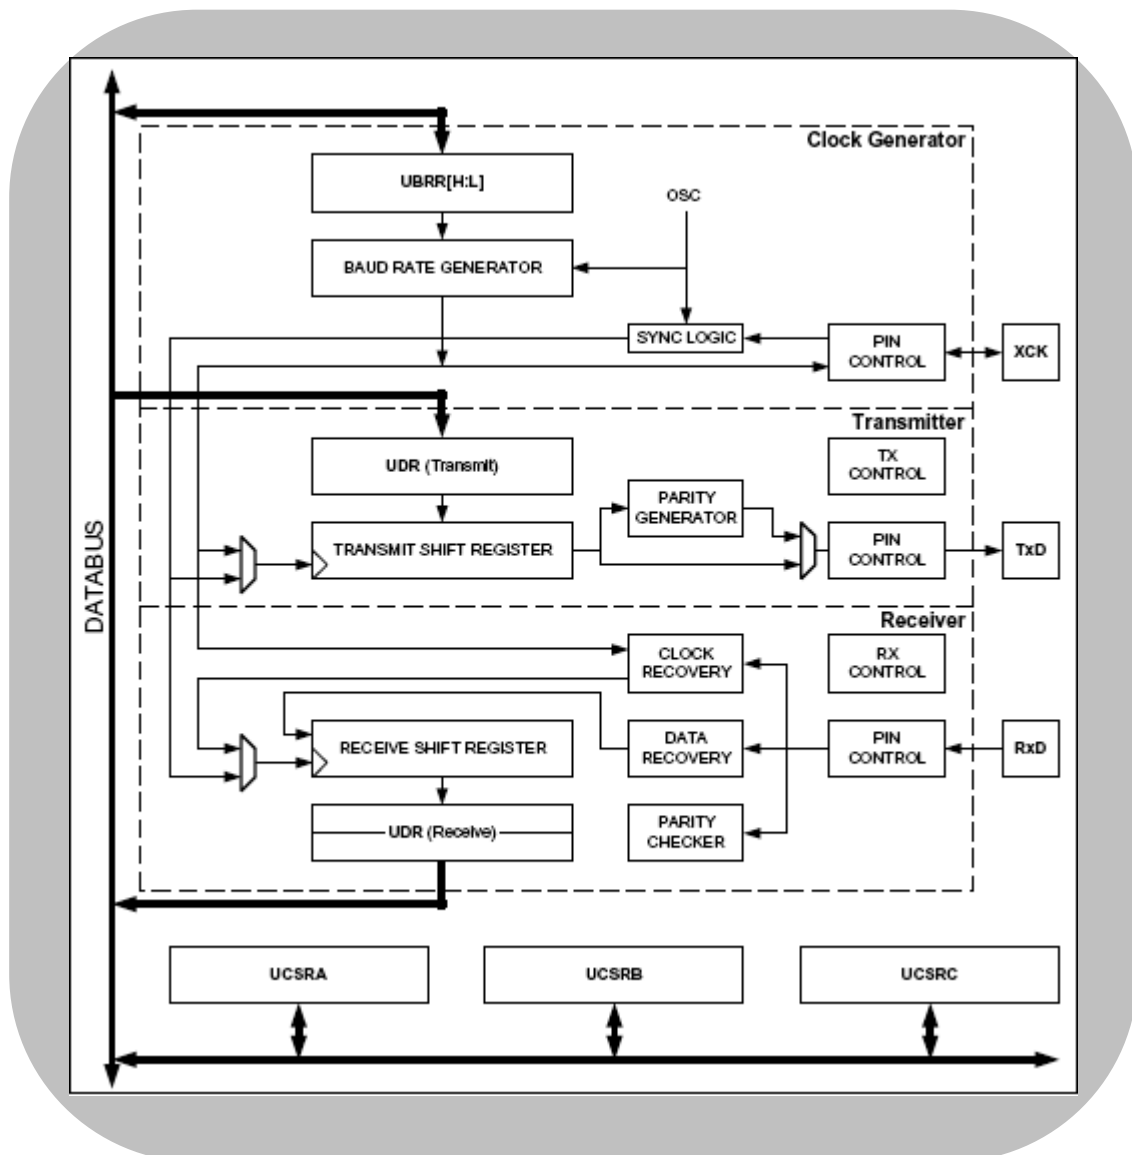 Clock Generator
UBRR[H:L]
OSC
BAUD RATE GENERATOR
SYNC LOGIC
PIN
CONTROL
XCK
Transmitter
UDR (Transmit)
TX
CONTROL
PARITY
GENERATOR
TRANSMIT SHIFT REGISTER
PIN
CONTROL
TxD
DATABUS
Receiver
CLOCK
RECOVERY
RX
CONTROL
RECEIVE SHIFT REGISTER
DATA
RECOVERY
PIN
CONTROL
RxD
UDR (Receive)
PARITY
CHECKER
UCSRA
UCSRB
UCSRC